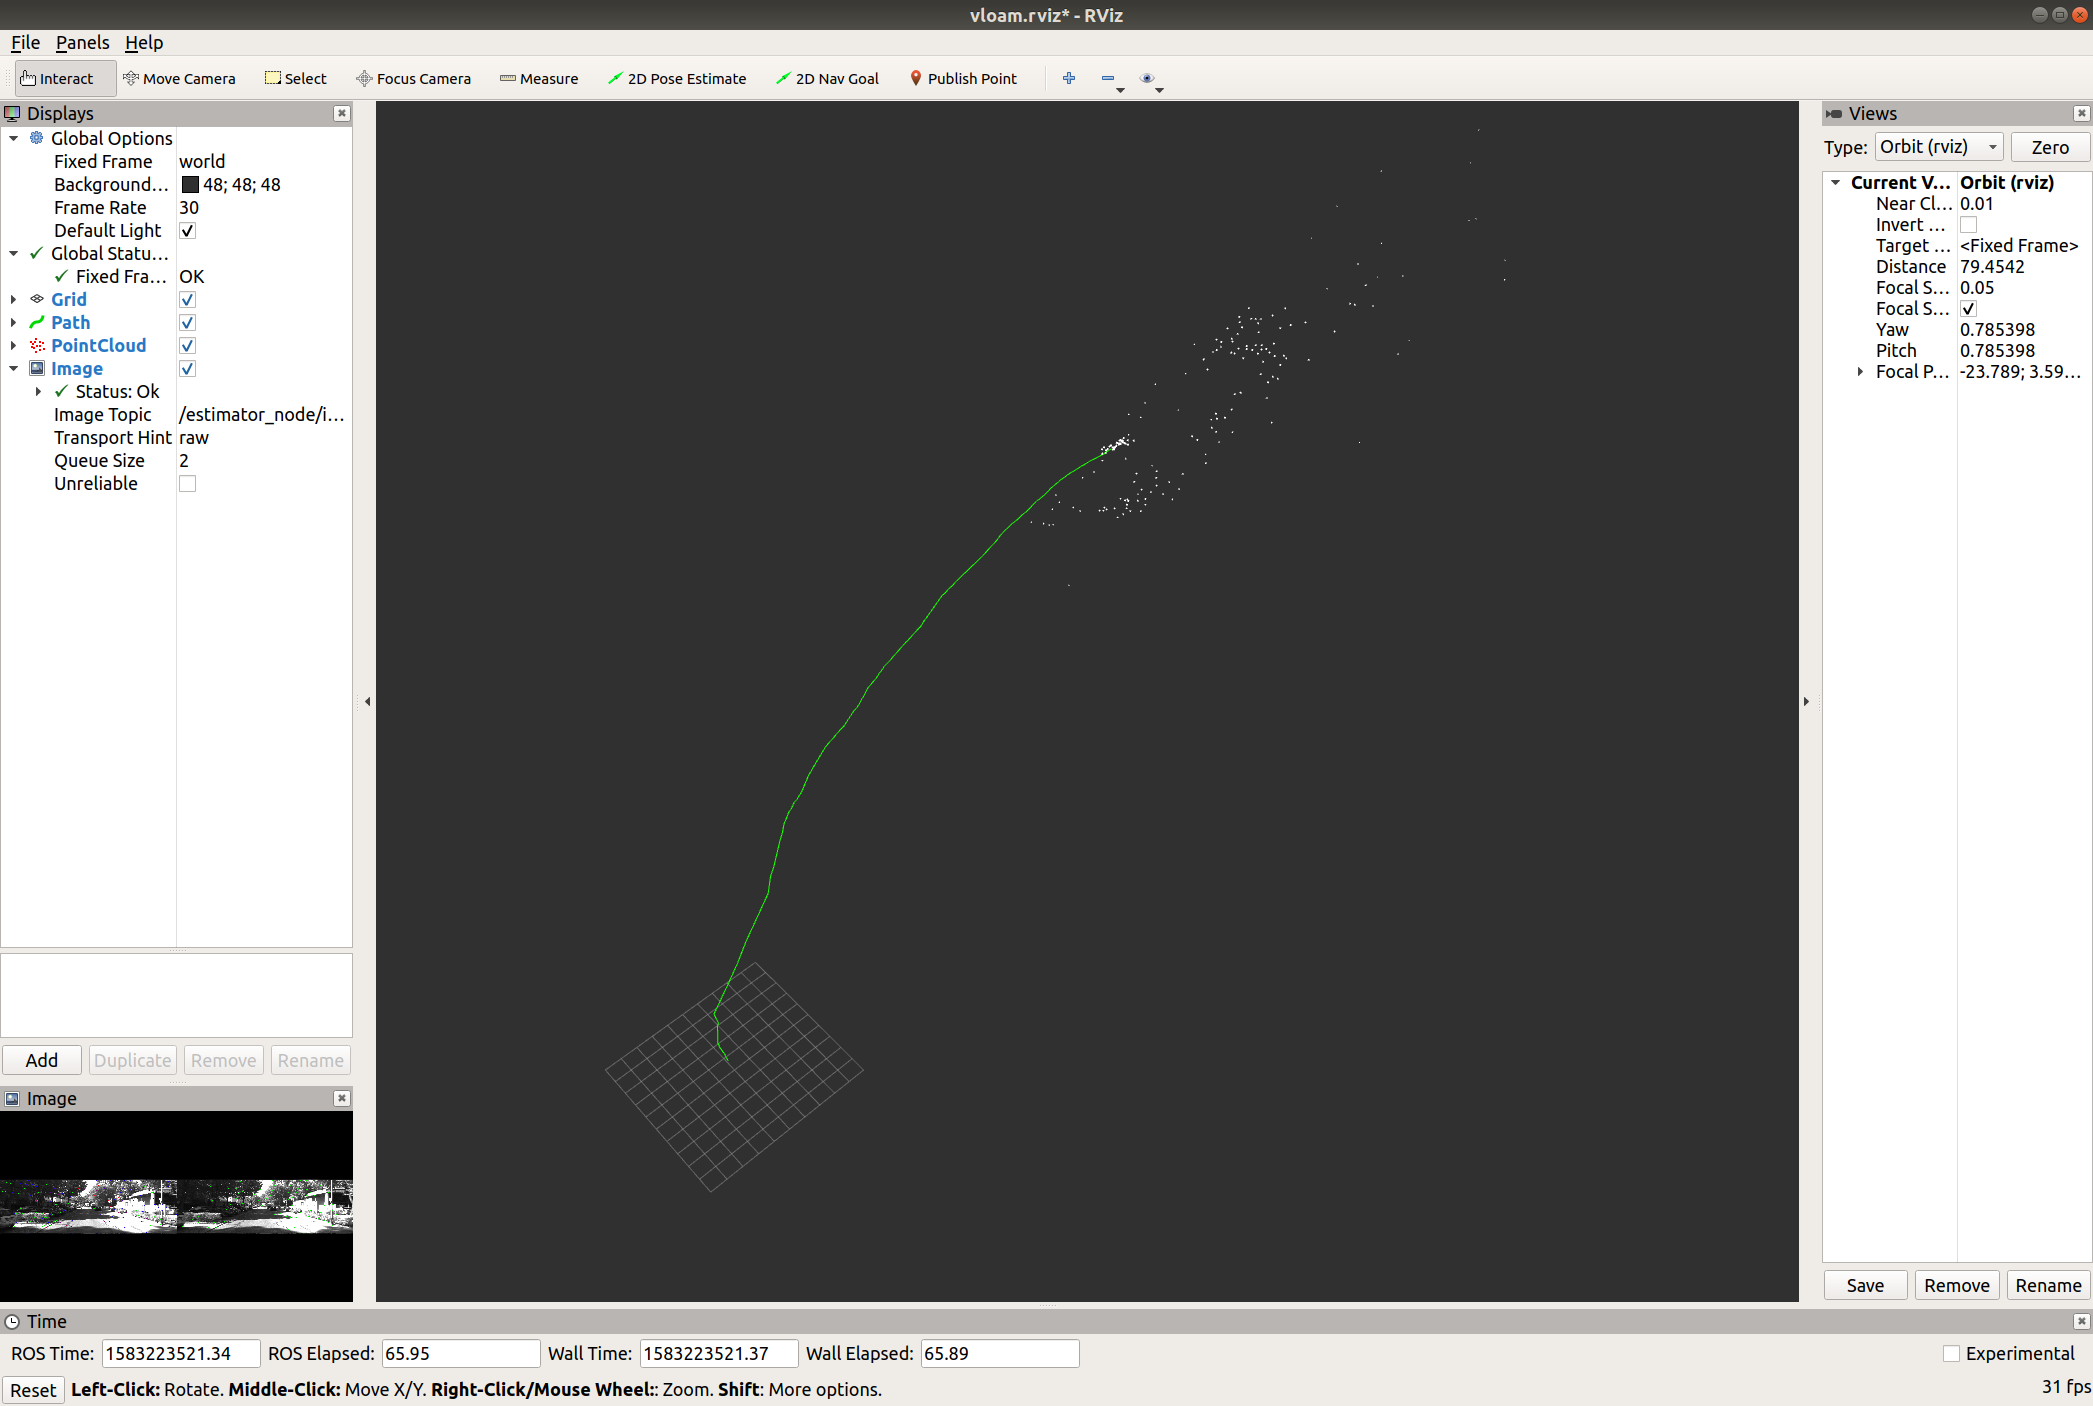 vloam.rviz* - RViz
File Panels Help
Interact Move Camera Select Focus Camera Measure 2D Pose Estimate 2D Nav Goal Publish Point
Displays
Global Options
Fixed Frame world
Background... 48; 48; 48
Frame Rate 30
Default Light
Global Statu...
Fixed Fra... OK
Grid
Path
PointCloud
Image
Status: Ok
Image Topic /estimator_node/i...
Transport Hint raw
Queue Size 2
Unreliable
Add Duplicate Remove Rename
Image
Views
Type: Orbit (rviz) Zero
Current V... Orbit (rviz)
Near Cl... 0.01
Invert ...
Target ... <Fixed Frame>
Distance 79.4542
Focal S... 0.05
Focal S...
Yaw 0.785398
Pitch 0.785398
Focal P... -23.789; 3.59...
Save Remove Rename
Time
ROS Time: 1583223521.34 ROS Elapsed: 65.95 Wall Time: 1583223521.37 Wall Elapsed: 65.89 Experimental
Reset Left-Click: Rotate. Middle-Click: Move X/Y. Right-Click/Mouse Wheel:: Zoom. Shift: More options. 31 fps